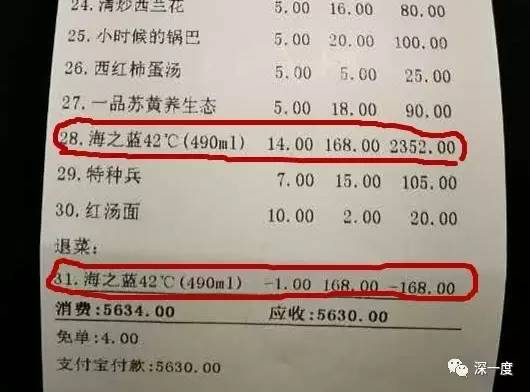 24.清炒西兰花 5.00 16.00 80.00
25.小时候的锅巴 5.00 20.00 100.00
26.西红柿蛋汤 5.00 5.00 25.00
27.一品苏黄养生态 5.00 18.00 90.00
28.海之蓝42℃(490ml) 14.00 168.00 2352.00
29.特种兵 7.00 15.00 105.00
30.红汤面 10.00 2.00 20.00
退菜:
31.海之蓝42℃(490ml) -1.00 168.00 -168.00
消费:5634.00 应收:5630.00
免单:4.00
支付宝付款:5630.00
深一度